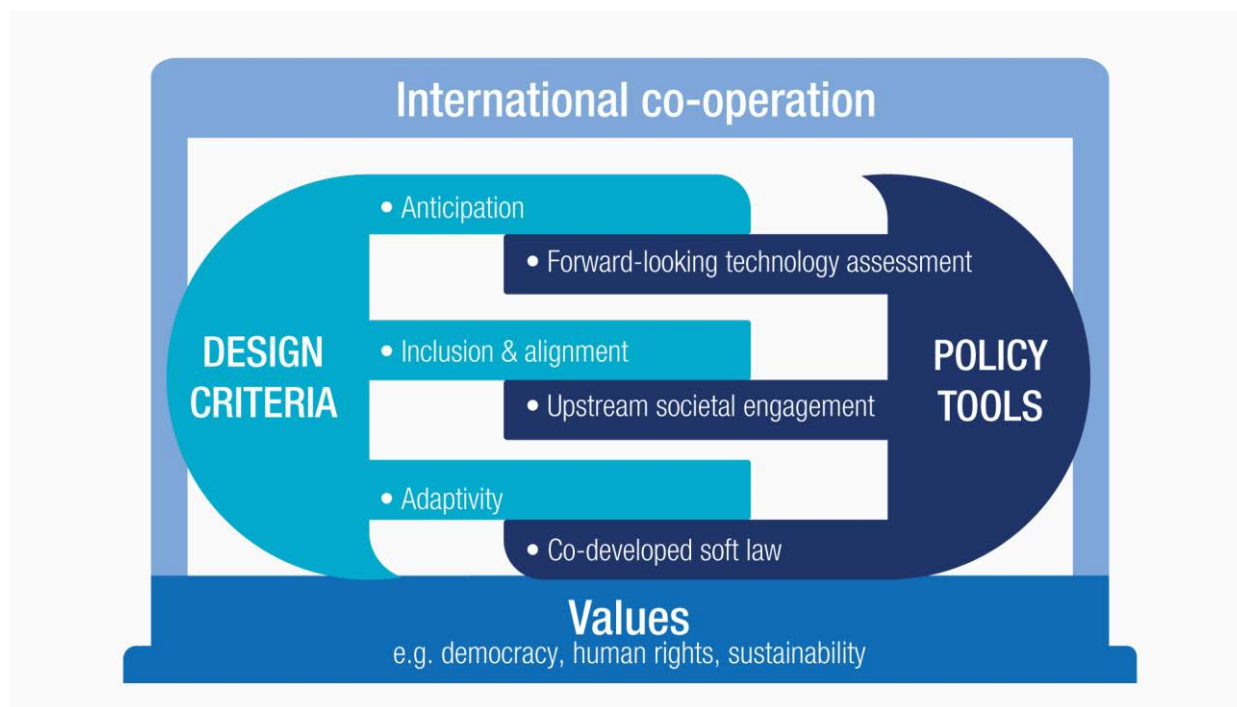 International co-operation
• Anticipation
• Forward-looking technology assessment
DESIGN
CRITERIA
• Inclusion & alignment
POLICY
TOOLS
• Upstream societal engagement
• Adaptivity
• Co-developed soft law
Values
e.g. democracy, human rights, sustainability